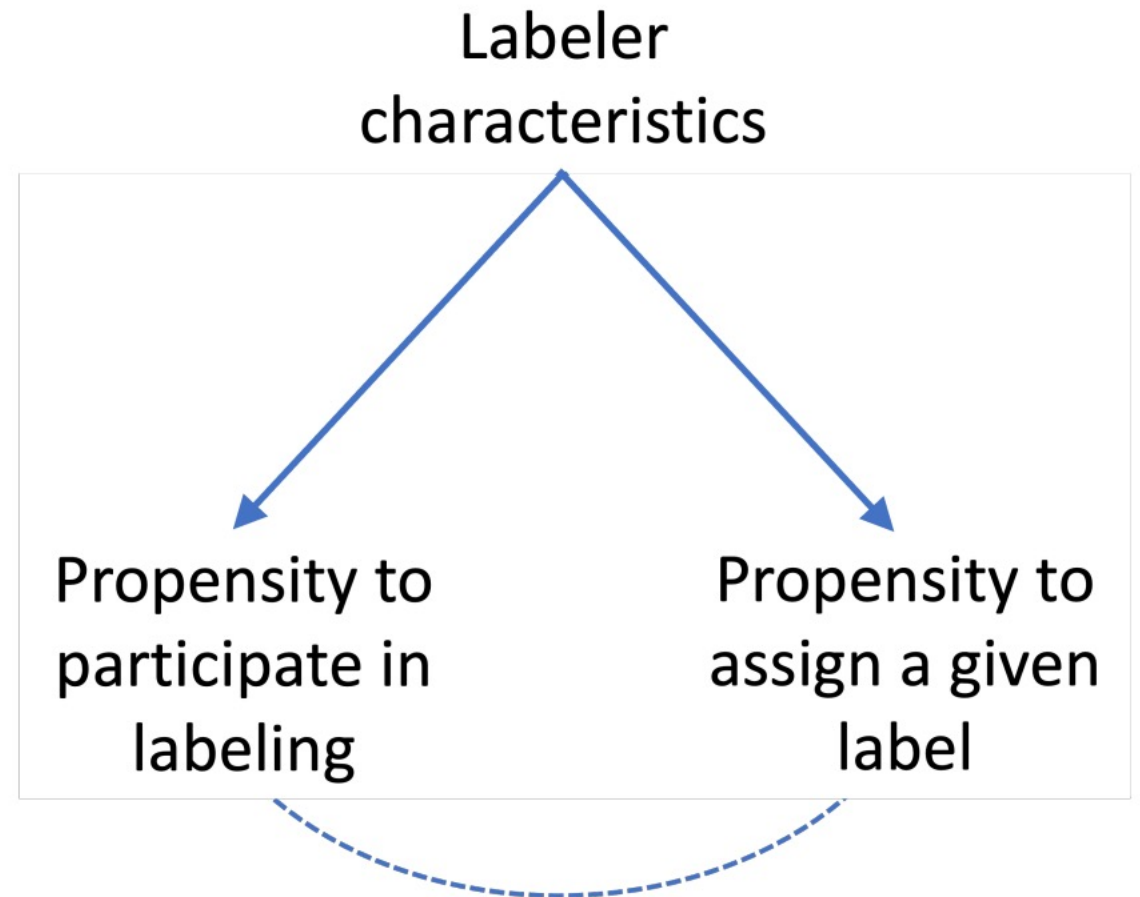 Labeler
characteristics
Propensity to
participate in
labeling
Propensity to
assign a given
label